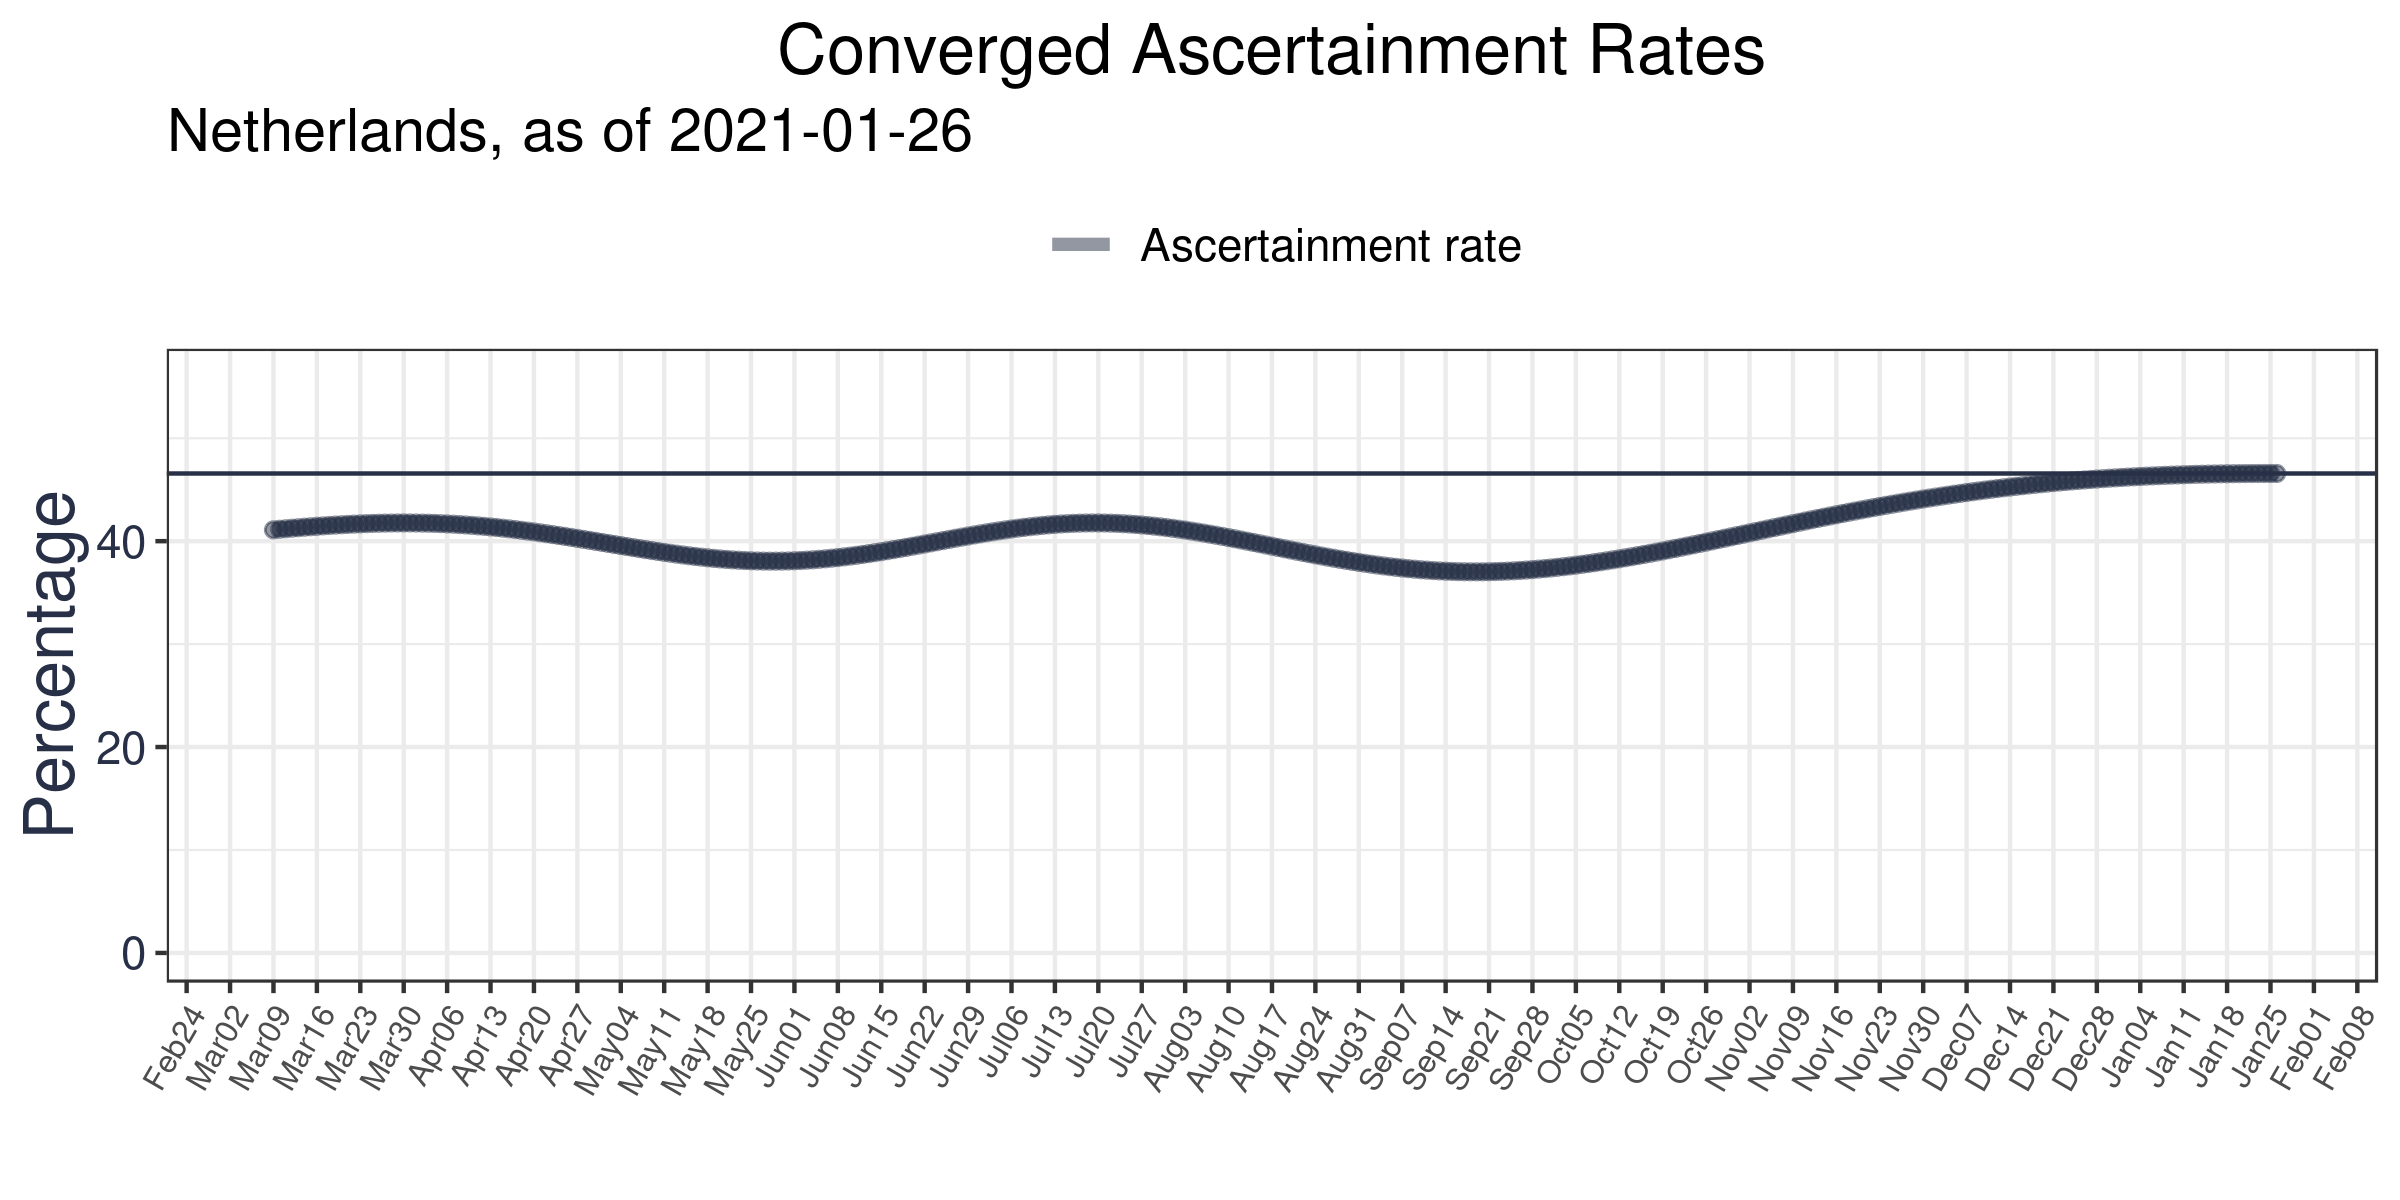 Converged Ascertainment Rates
Netherlands, as of 2021-01-26
Ascertainment rate
Percentage
40
20
0
Feb24
Mar02
Mar09
Mar16
Mar23
Mar30
Apr06
Apr13
Apr20
Apr27
May04
May11
May18
May25
Jun01
Jun08
Jun15
Jun22
Jun29
Jul06
Jul13
Jul20
Jul27
Aug03
Aug10
Aug17
Aug24
Aug31
Sep07
Sep14
Sep21
Sep28
Oct05
Oct12
Oct19
Oct26
Nov02
Nov09
Nov16
Nov23
Nov30
Dec07
Dec14
Dec21
Dec28
Jan04
Jan11
Jan18
Jan25
Feb01
Feb08